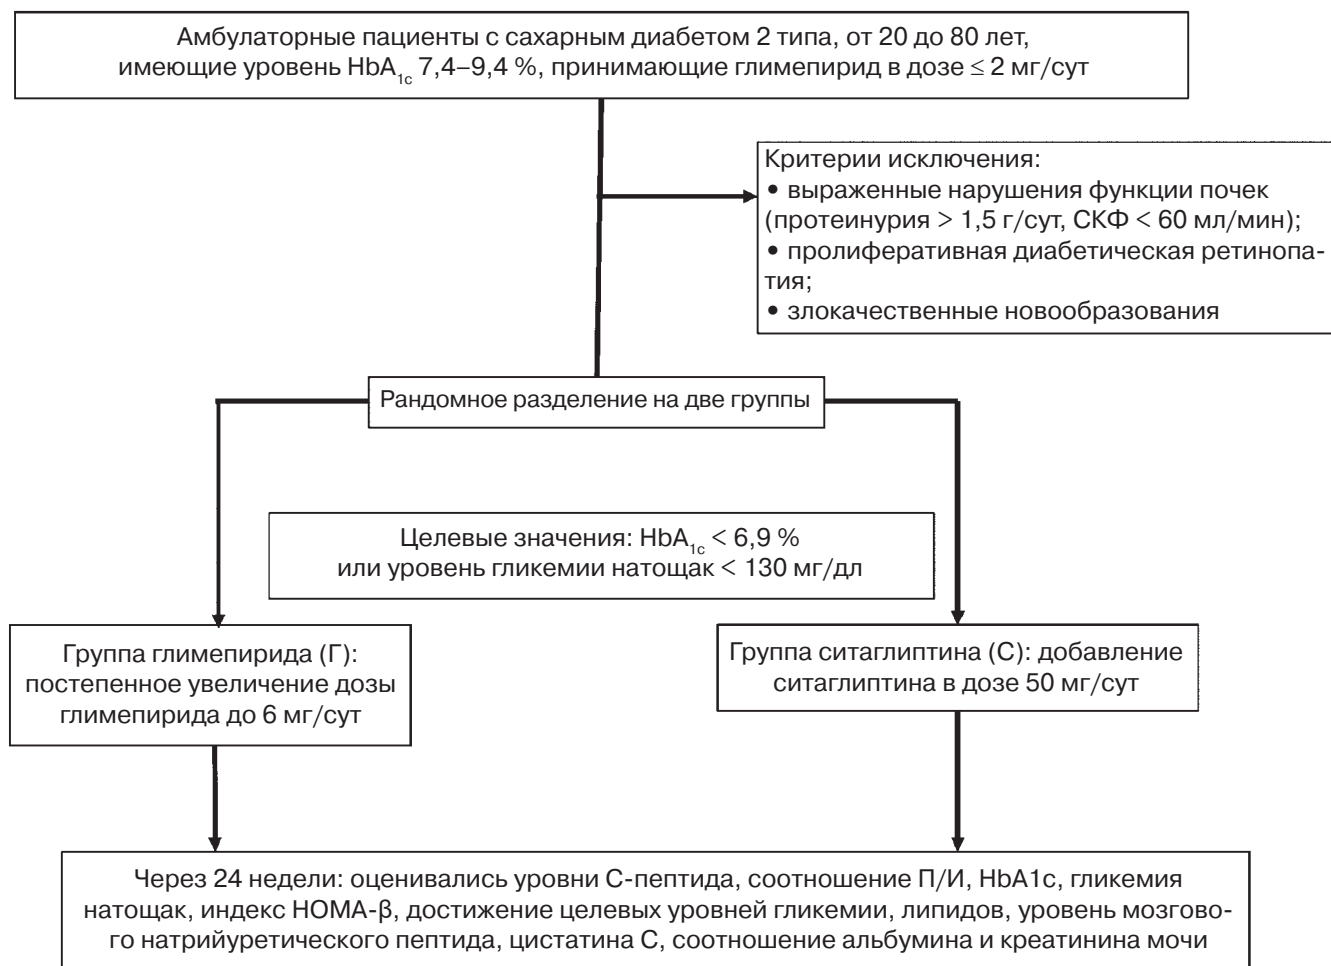 Амбулаторные пациенты с сахарным диабетом 2 типа, от 20 до 80 лет,
имеющие уровень HbA1c 7,4–9,4 %, принимающие глимепирид в дозе ≤ 2 мг/сут
Критерии исключения:
• выраженные нарушения функции почек
(протеинурия > 1,5 г/сут, СКФ < 60 мл/мин);
• пролиферативная диабетическая ретинопа-
тия;
• злокачественные новообразования
Рандомное разделение на две группы
Целевые значения: HbA1c < 6,9 %
или уровень гликемии натощак < 130 мг/дл
Группа глимепирида (Г):
постепенное увеличение дозы
глимепирида до 6 мг/сут
Группа ситаглиптина (С): добавление
ситаглиптина в дозе 50 мг/сут
Через 24 недели: оценивались уровни С-пептида, соотношение П/И, HbA1c, гликемия
натощак, индекс HOMA-β, достижение целевых уровней гликемии, липидов, уровень мозгово-
го натрийуретического пептида, цистатина С, соотношение альбумина и креатинина мочи